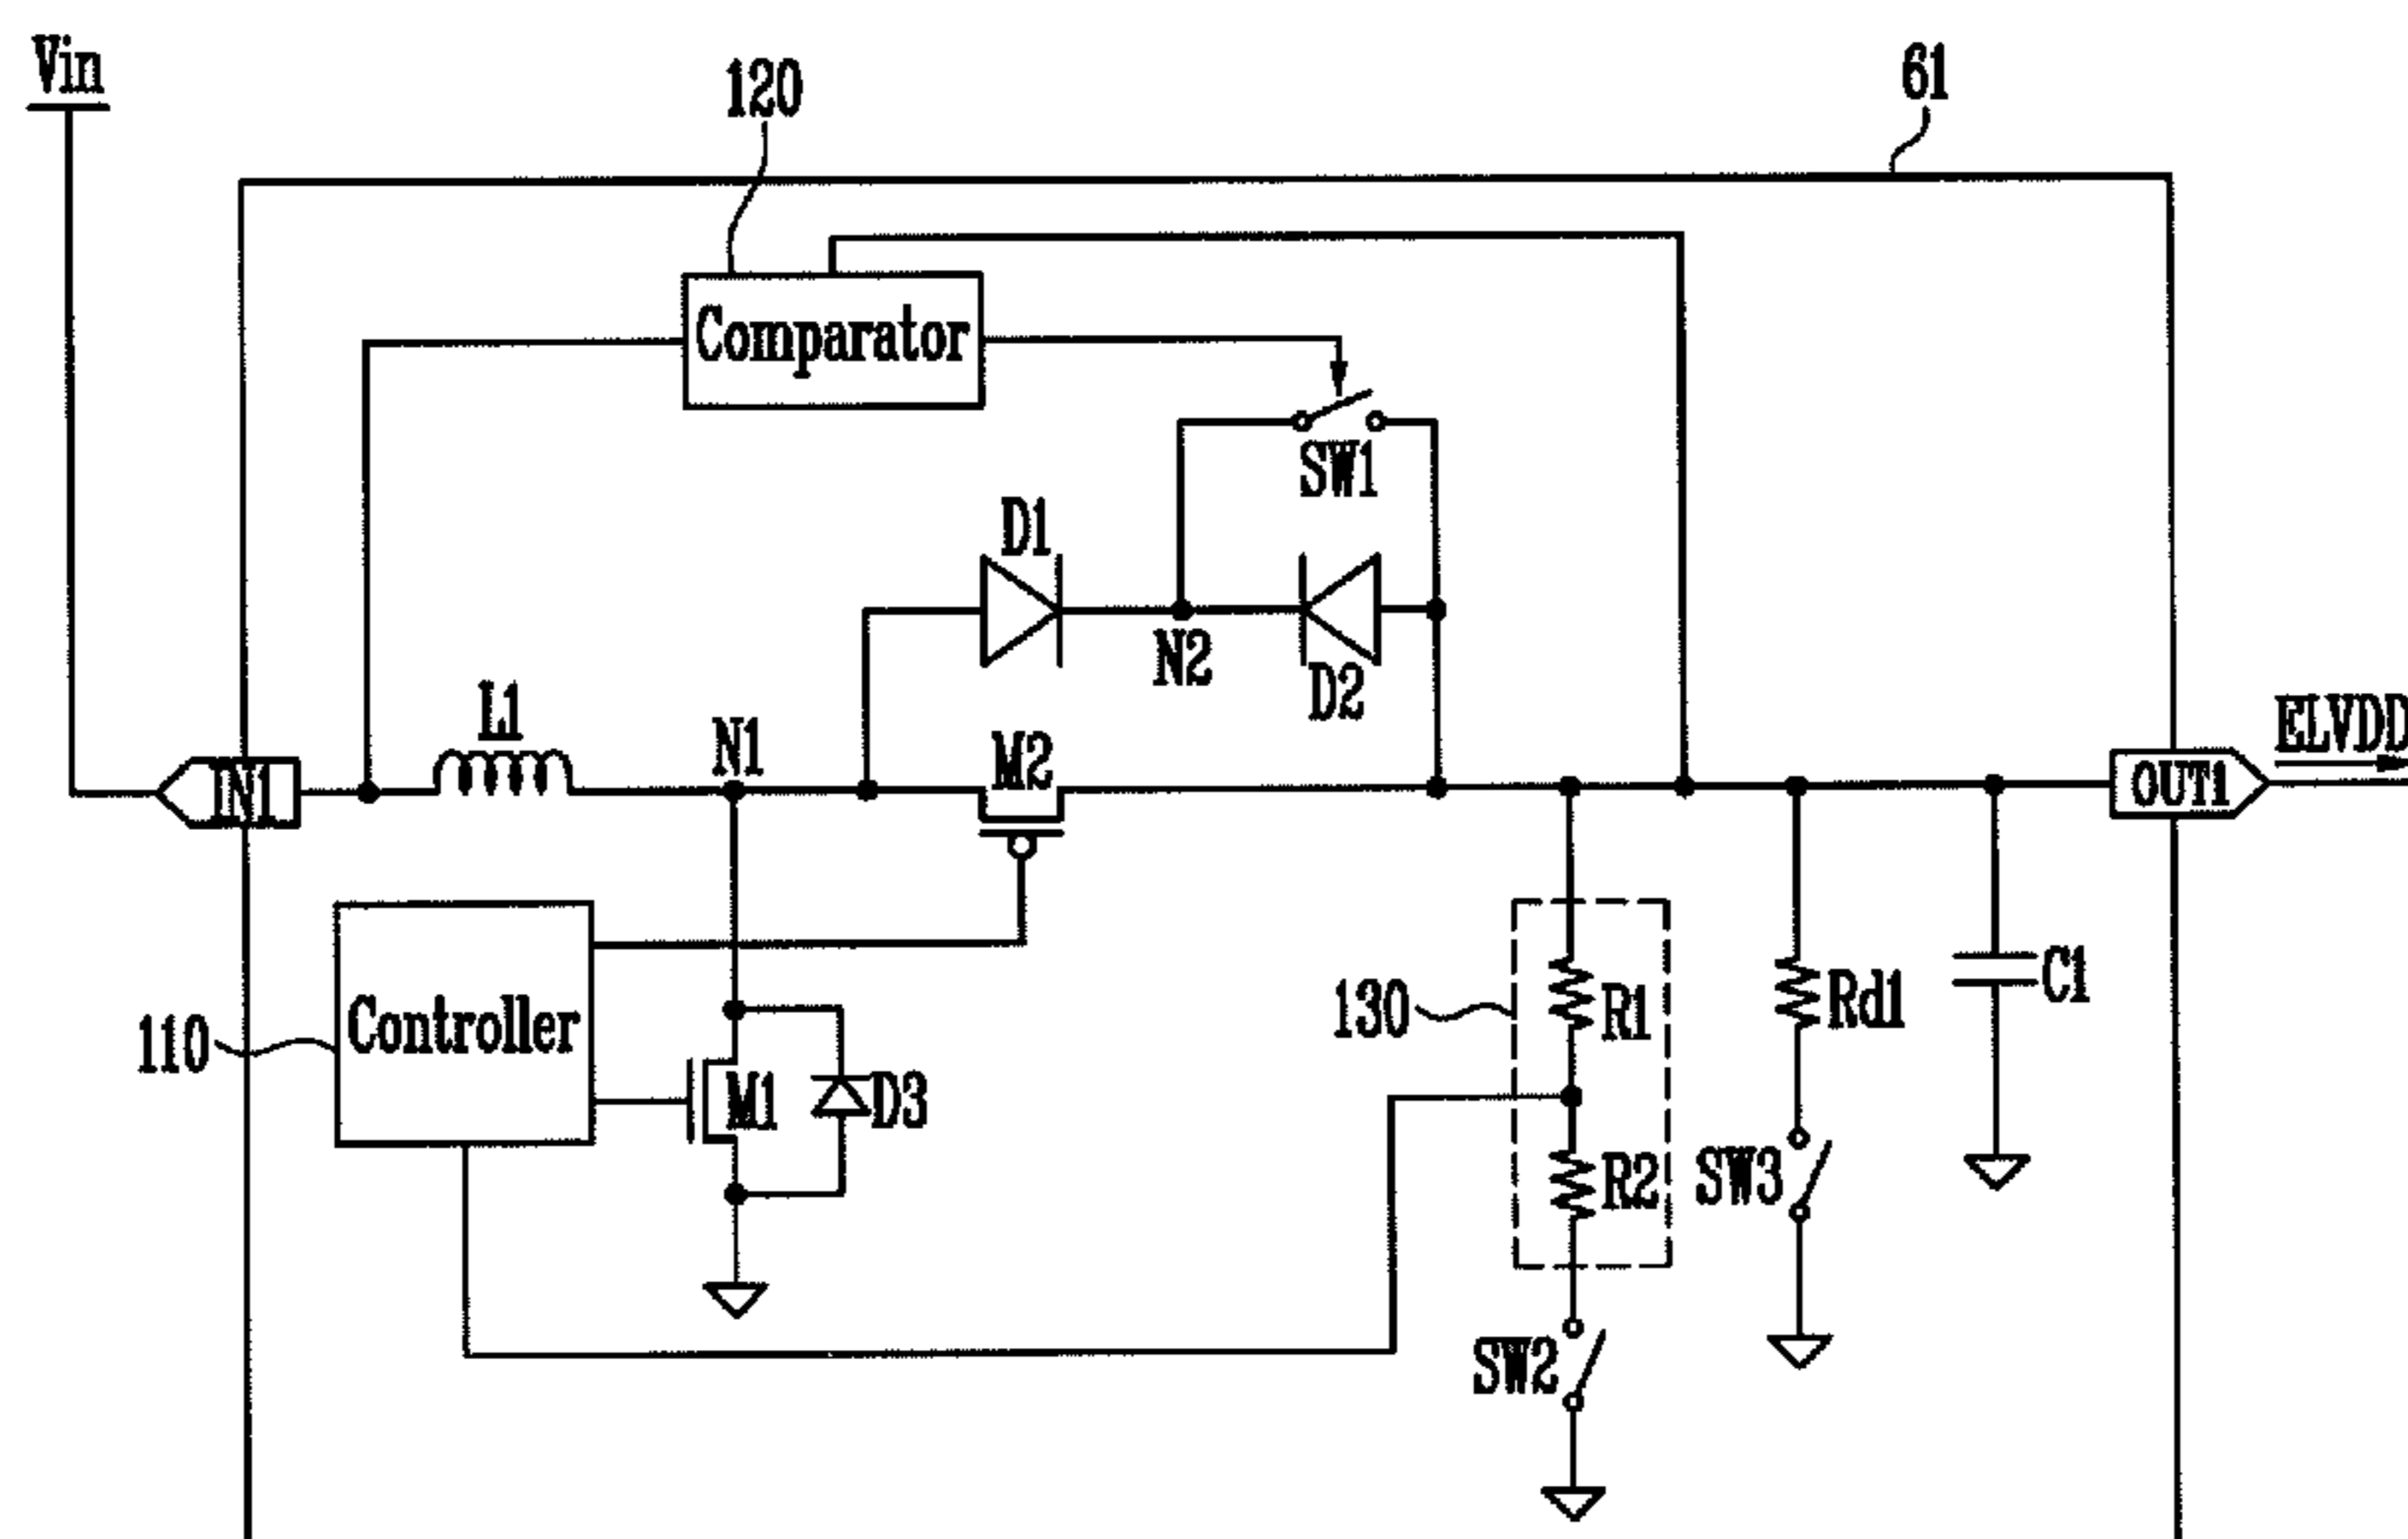 Vin
120
61
Comparator
SW1
D1
N2
D2
L1
N1
M2
ELVDD
IN1
OUT1
Controller
110
M1
D3
130
R1
R2
Rd1
C1
SW3
SW2